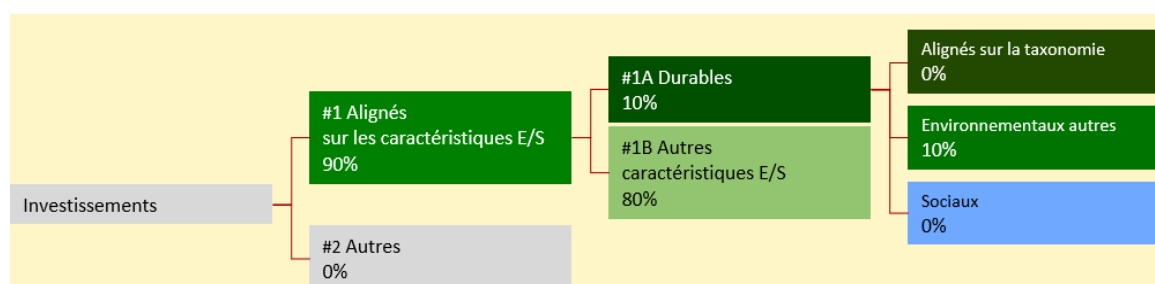 Investissements
#1 Alignés
sur les caractéristiques E/S
90%
#2 Autres
0%
#1A Durables
10%
#1B Autres
caractéristiques E/S
80%
Alignés sur la taxonomie
0%
Environnementaux autres
10%
Sociaux
0%